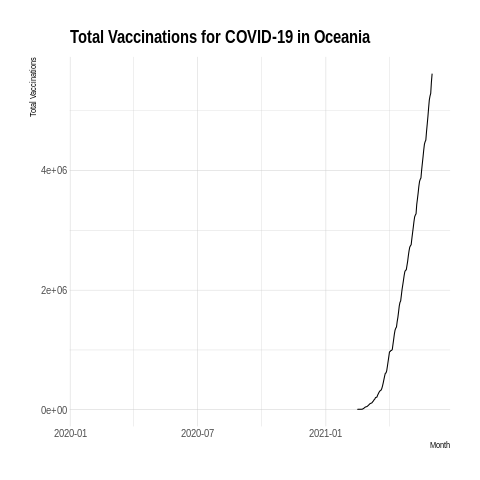 Total Vaccinations for COVID-19 in Oceania
Total Vaccinations
4e+06
2e+06
0e+00
2020-01 2020-07 2021-01
Month